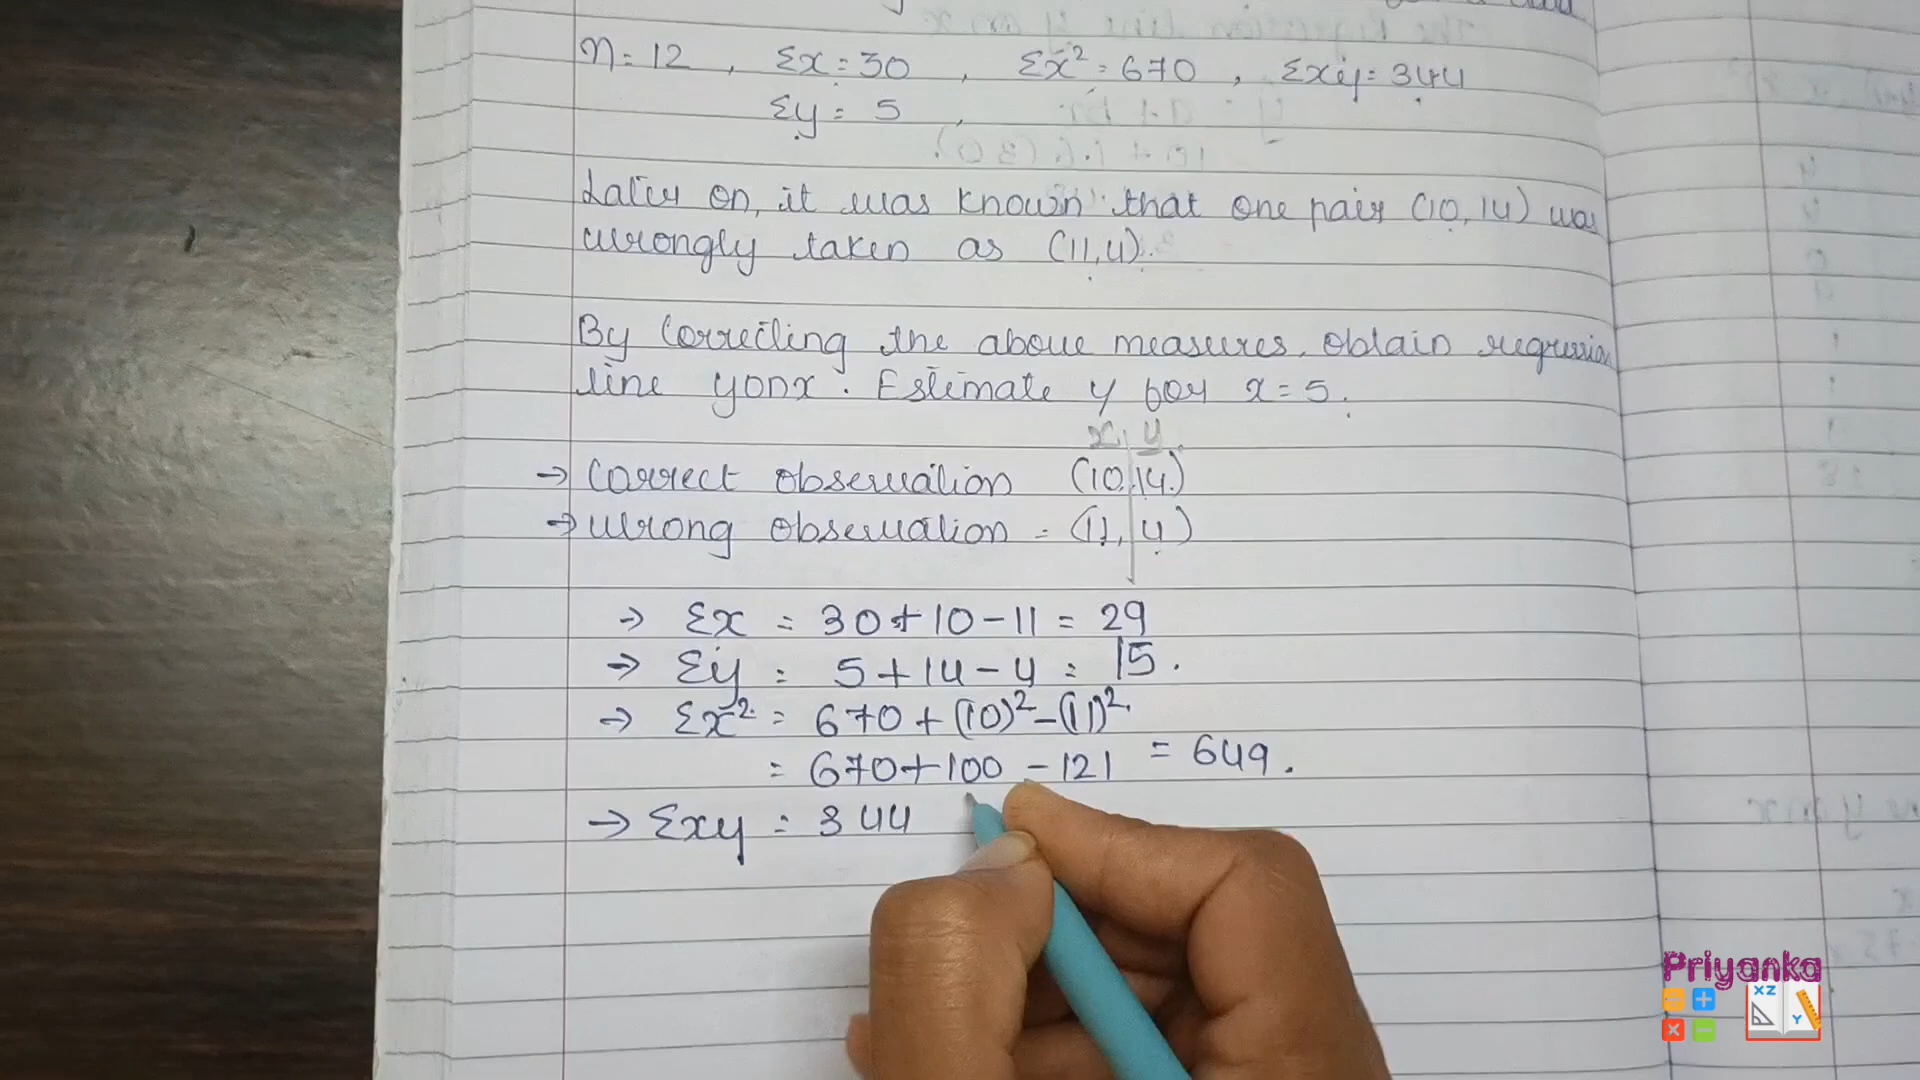 n = 12 , Σx = 30 , Σx² = 670 , Σxy = 344
Σy = 5 ,
Later on, it was known that one pair (10, 14) was
wrongly taken as (11, 4).
By Correcting the above measures, obtain regression
line y on x. Estimate y for x = 5.
x, y
→ Correct observation (10, 14)
→ Wrong observation = (11, 4)
→ Σx = 30 + 10 - 11 = 29
→ Σy = 5 + 14 - 4 = 15.
→ Σx² = 670 + (10)² - (11)²
= 670 + 100 - 121 = 649.
→ Σxy = 344
Priyanka
XZ
Y